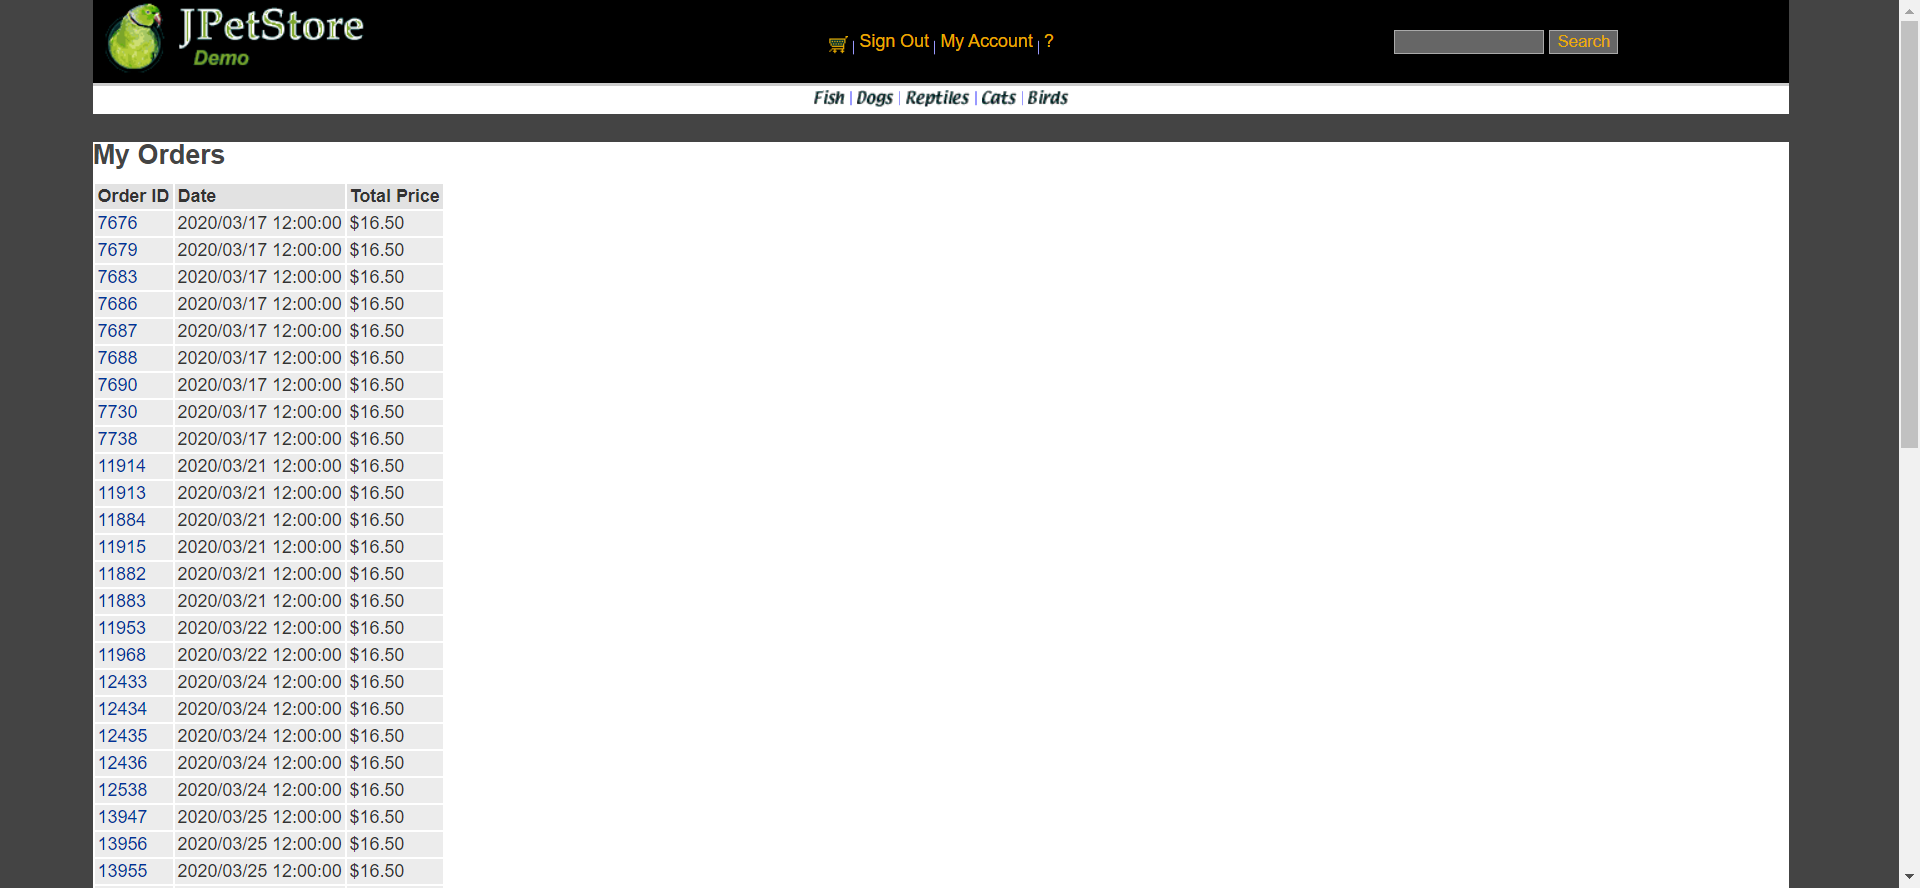 JPetStore
Demo
Sign Out | My Account | ?
Search
Fish | Dogs | Reptiles | Cats | Birds
My Orders
Order ID Date Total Price
7676 2020/03/17 12:00:00 $16.50
7679 2020/03/17 12:00:00 $16.50
7683 2020/03/17 12:00:00 $16.50
7686 2020/03/17 12:00:00 $16.50
7687 2020/03/17 12:00:00 $16.50
7688 2020/03/17 12:00:00 $16.50
7690 2020/03/17 12:00:00 $16.50
7730 2020/03/17 12:00:00 $16.50
7738 2020/03/17 12:00:00 $16.50
11914 2020/03/21 12:00:00 $16.50
11913 2020/03/21 12:00:00 $16.50
11884 2020/03/21 12:00:00 $16.50
11915 2020/03/21 12:00:00 $16.50
11882 2020/03/21 12:00:00 $16.50
11883 2020/03/21 12:00:00 $16.50
11953 2020/03/22 12:00:00 $16.50
11968 2020/03/22 12:00:00 $16.50
12433 2020/03/24 12:00:00 $16.50
12434 2020/03/24 12:00:00 $16.50
12435 2020/03/24 12:00:00 $16.50
12436 2020/03/24 12:00:00 $16.50
12538 2020/03/24 12:00:00 $16.50
13947 2020/03/25 12:00:00 $16.50
13956 2020/03/25 12:00:00 $16.50
13955 2020/03/25 12:00:00 $16.50